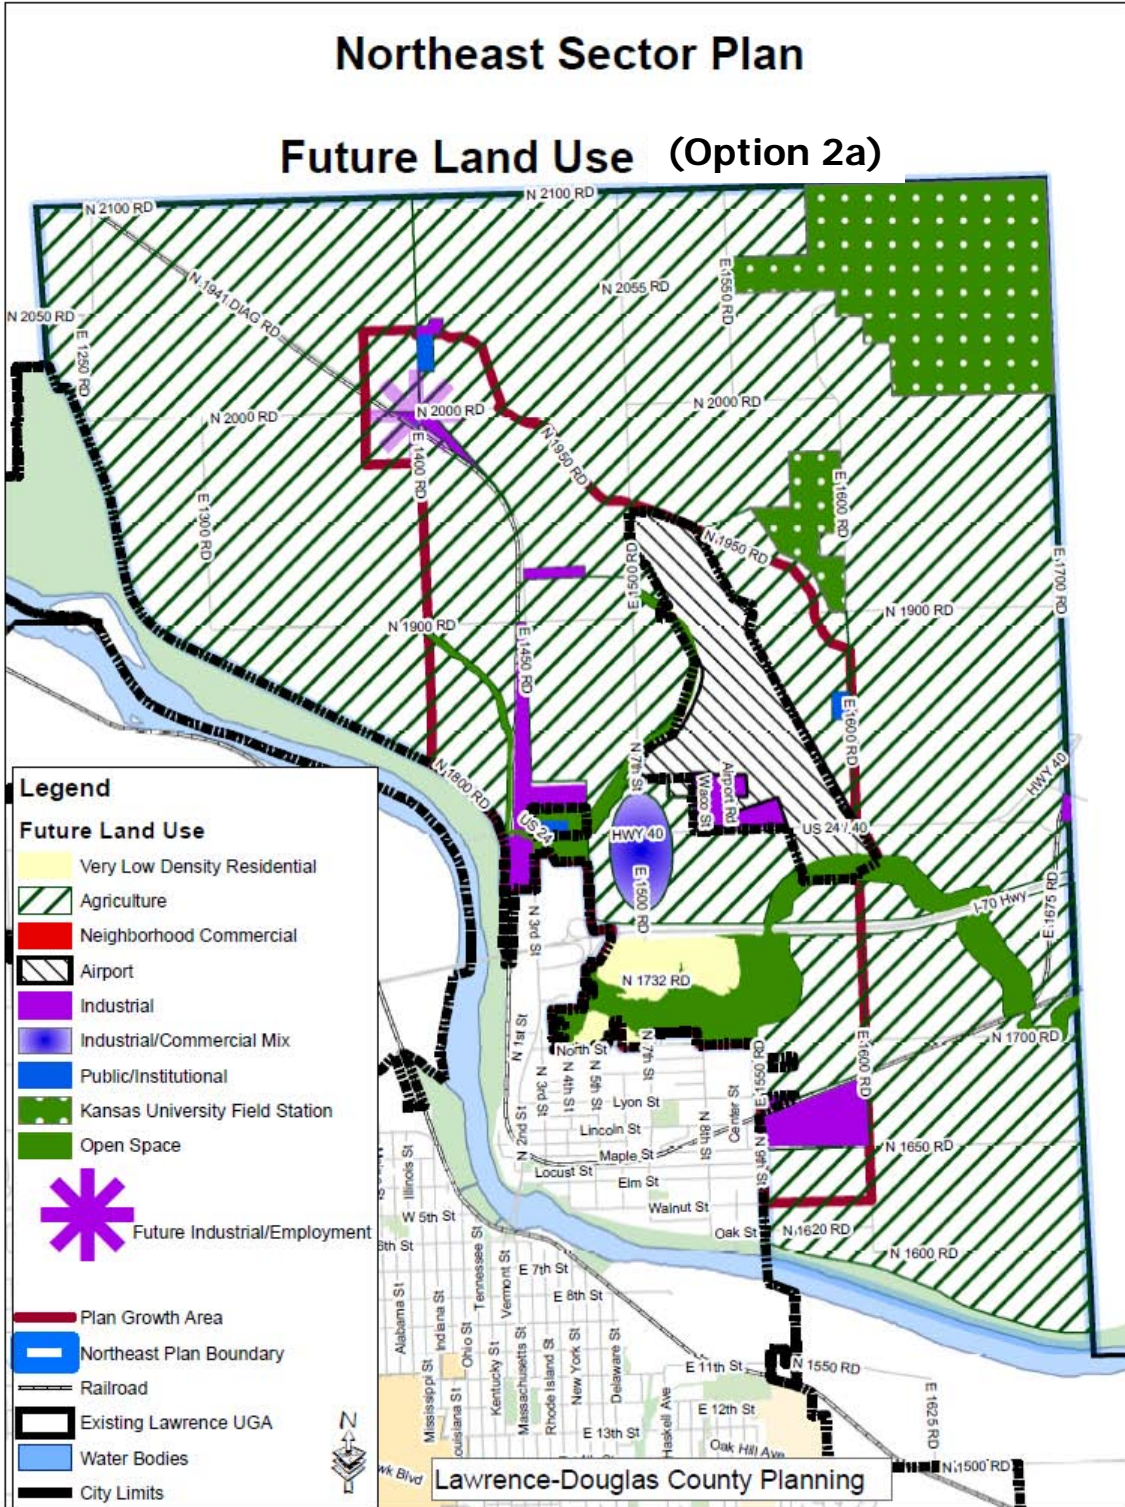 Northeast Sector Plan
Future Land Use (Option 2a)
N 2100 RD
N 2100 RD
N 1941 DIAG RD
N 2055 RD
E 1550 RD
N 2050 RD
E 1250 RD
N 2000 RD
N 2000 RD
N 2000 RD
E 1400 RD
N 1950 RD
E 1300 RD
E 1600 RD
N 1950 RD
E 1500 RD
E 1700 RD
N 1900 RD
N 1900 RD
E 1450 RD
E 1600 RD
N 7th St
Airport Rd
Waco St
HWY 40
N 1800 RD
US 24
HWY 40
US 24 / 40
E 1500 RD
E 1675 RD
I-70 Hwy
N 3rd St
N 1732 RD
N 1700 RD
N 1st St
North St
N 7th St
E 1550 RD
E 1600 RD
N 3rd St
N 4th St
N 5th St
Lyon St
N 8th St
Center St
Lincoln St
N 2nd St
Maple St
N 9th St
N 1650 RD
Locust St
Elm St
Illinois St
Walnut St
W 5th St
Oak St
N 1620 RD
6th St
N 1600 RD
Tennessee St
Vermont St
E 7th St
E 8th St
Alabama St
Indiana St
Ohio St
Kentucky St
Massachusetts St
Rhode Island St
New York St
Delaware St
E 11th St
N 1550 RD
Mississippi St
Haskell Ave
E 12th St
E 1625 RD
E 13th St
Oak Hill Ave
wk Blvd
N 1500 RD
Legend
Future Land Use
Very Low Density Residential
Agriculture
Neighborhood Commercial
Airport
Industrial
Industrial/Commercial Mix
Public/Institutional
Kansas University Field Station
Open Space
Future Industrial/Employment
Plan Growth Area
Northeast Plan Boundary
Railroad
Existing Lawrence UGA
Water Bodies
City Limits
N
Lawrence-Douglas County Planning